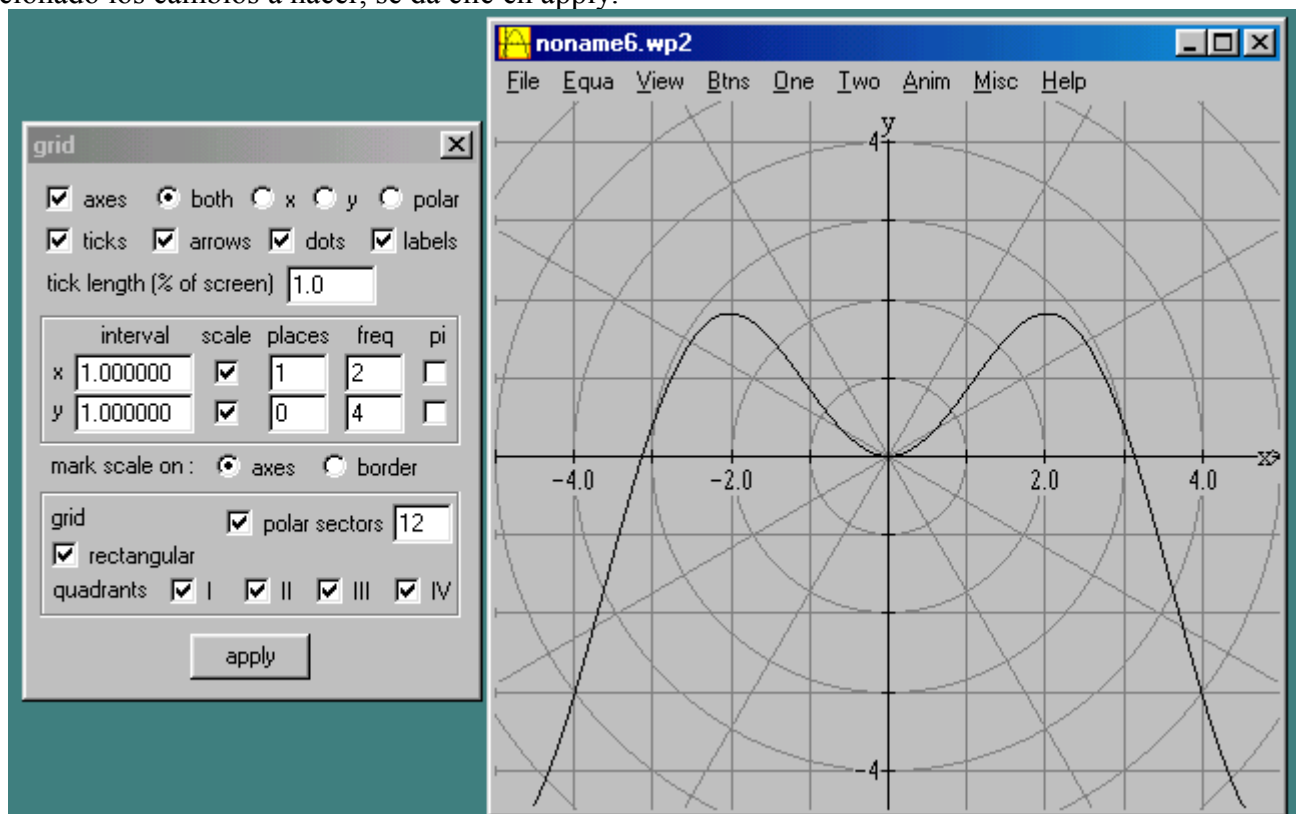 cionado los cambios a hacer, se da clic en apply.
grid
axes both x y polar
ticks arrows dots labels
tick length (% of screen) 1.0
interval scale places freq pi
x 1.000000 1 2
y 1.000000 0 4
mark scale on : axes border
grid polar sectors 12
rectangular
quadrants I II III IV
apply
noname6.wp2
File Equa View Btns One Two Anim Misc Help
y
4
-4.0 -2.0 2.0 4.0 x
-4